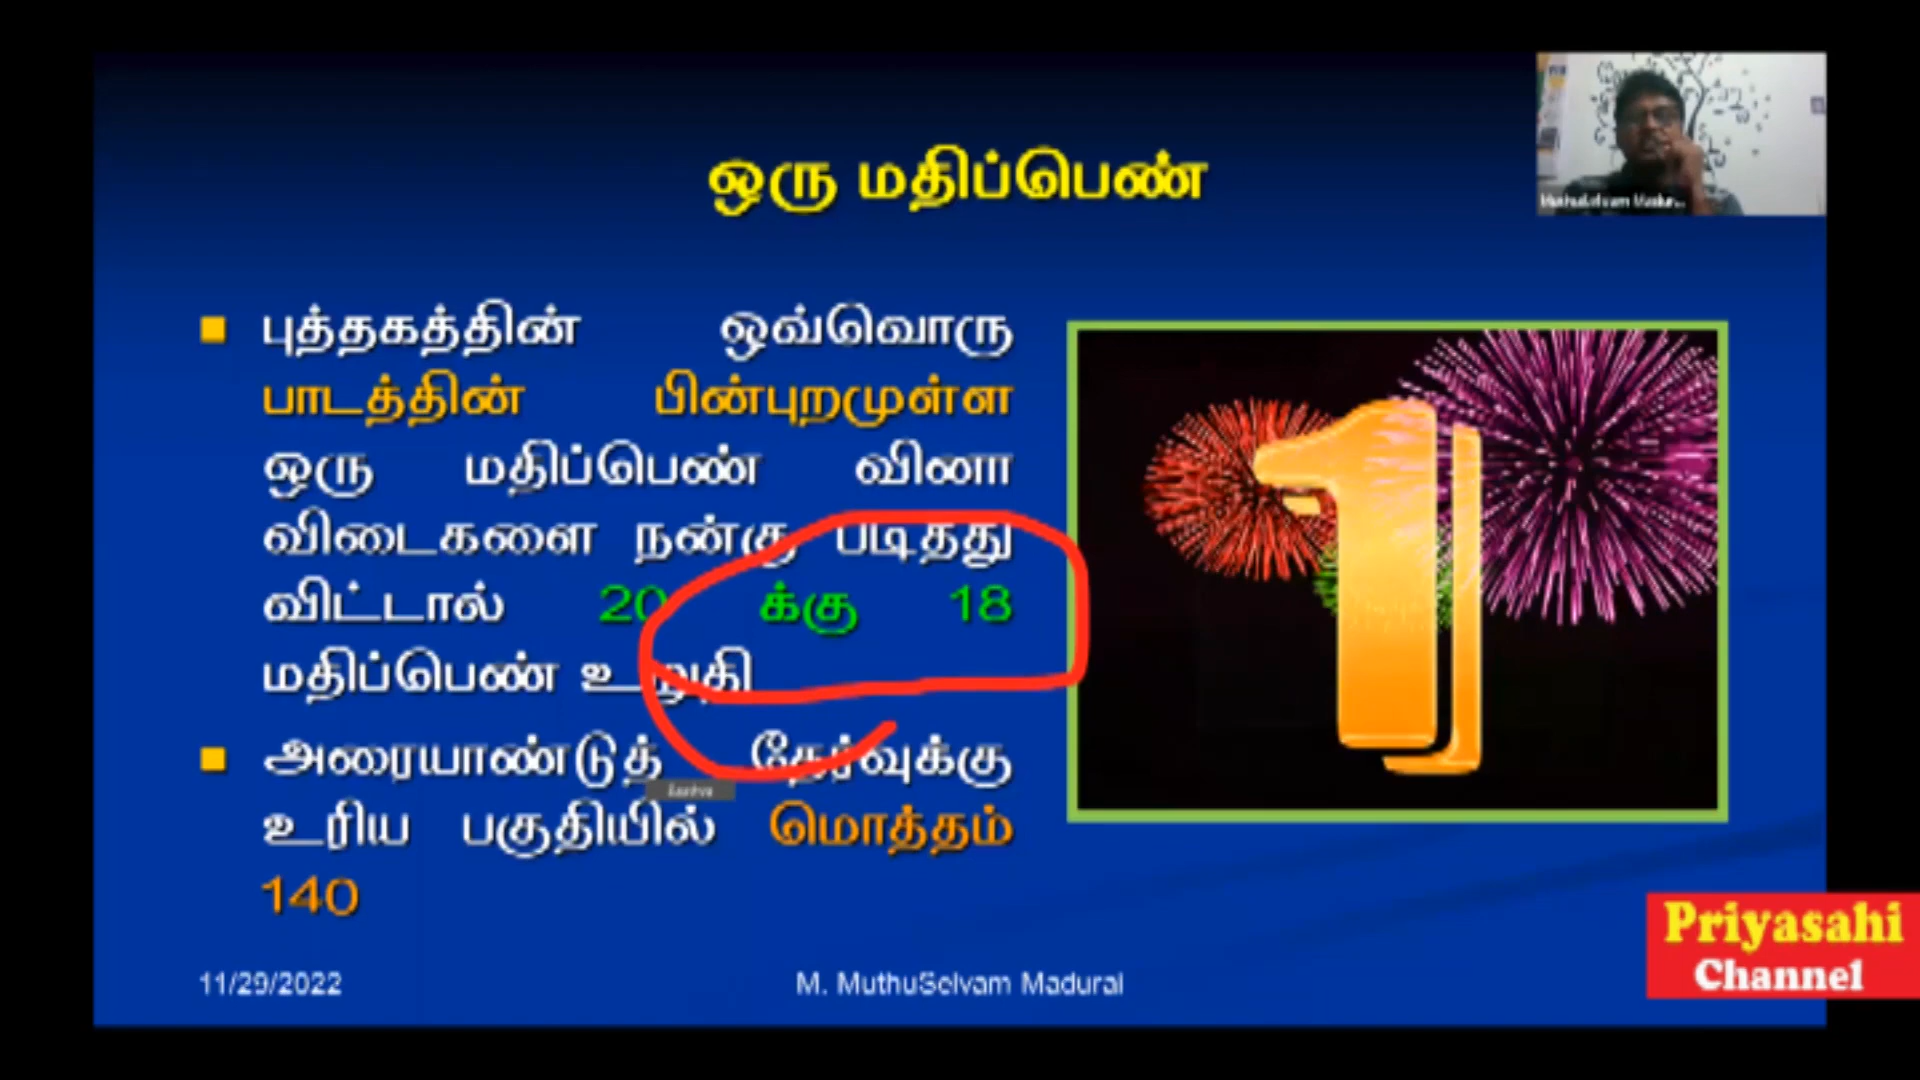 ஒரு மதிப்பெண்
புத்தகத்தின் ஒவ்வொரு
பாடத்தின் பின்புறமுள்ள
ஒரு மதிப்பெண் வினா
விடைகளை நன்கு படித்து
விட்டால் 20 க்கு 18
மதிப்பெண் உறுதி
அரையாண்டுத் தேர்வுக்கு
உரிய பகுதியில் மொத்தம்
140
11/29/2022
M. MuthuSelvam Madurai
Priyasahi
Channel